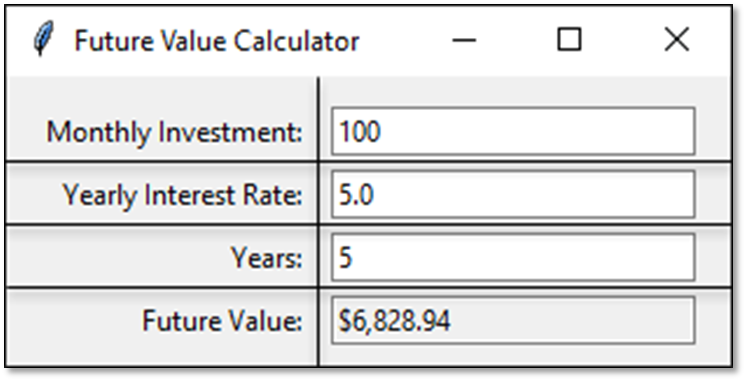 Future Value Calculator
Monthly Investment: 100
Yearly Interest Rate: 5.0
Years: 5
Future Value: $6,828.94